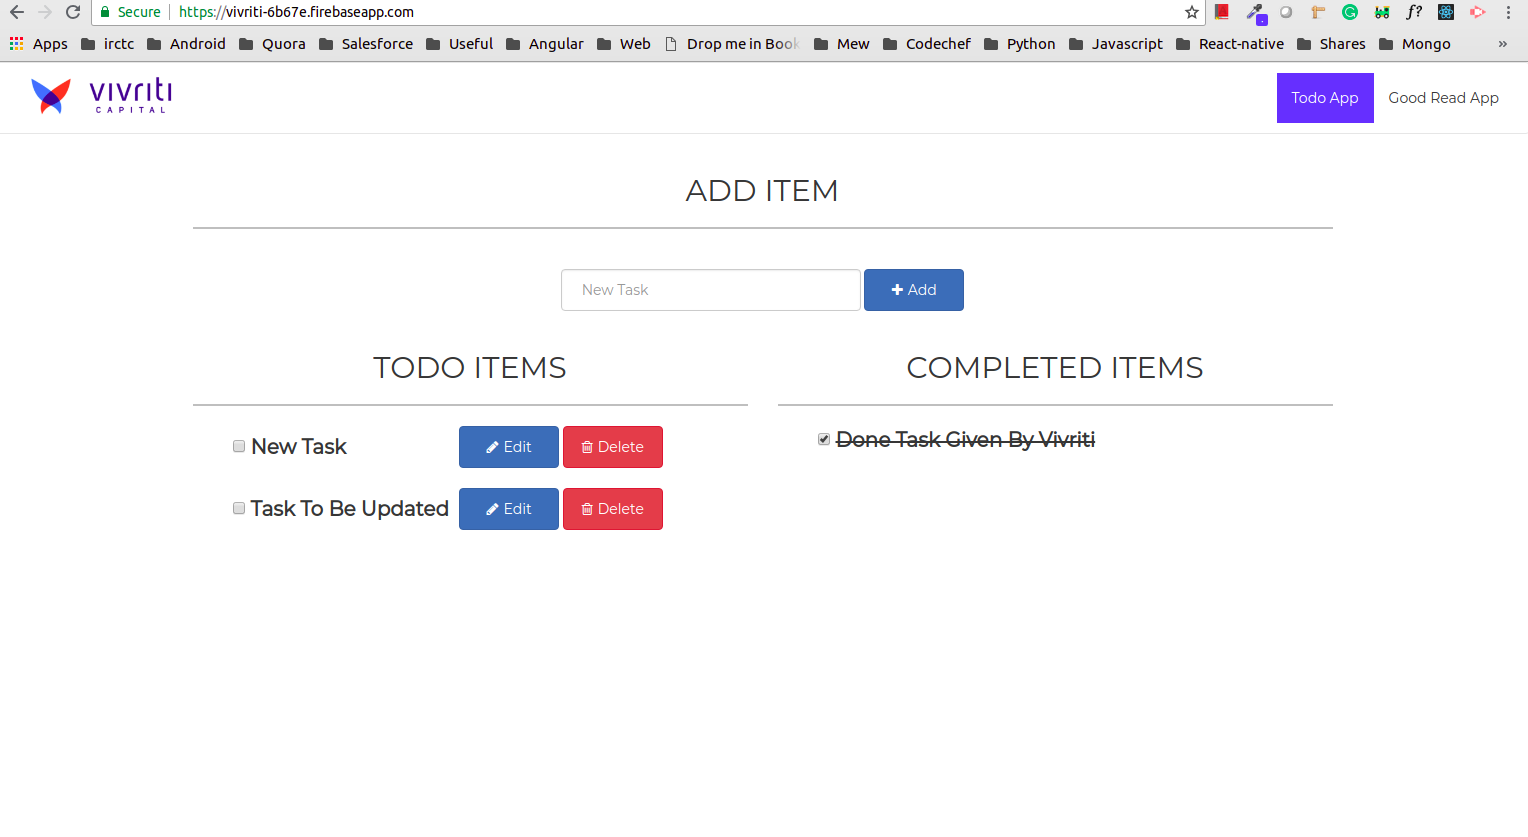 Secure https://vivriti-6b67e.firebaseapp.com f?
Apps irctc Android Quora Salesforce Useful Angular Web Drop me in Book Mew Codechef Python Javascript React-native Shares Mongo »
vivriti
CAPITAL
Todo App Good Read App
ADD ITEM
New Task + Add
TODO ITEMS COMPLETED ITEMS
New Task Edit Delete Done Task Given By Vivriti
Task To Be Updated Edit Delete